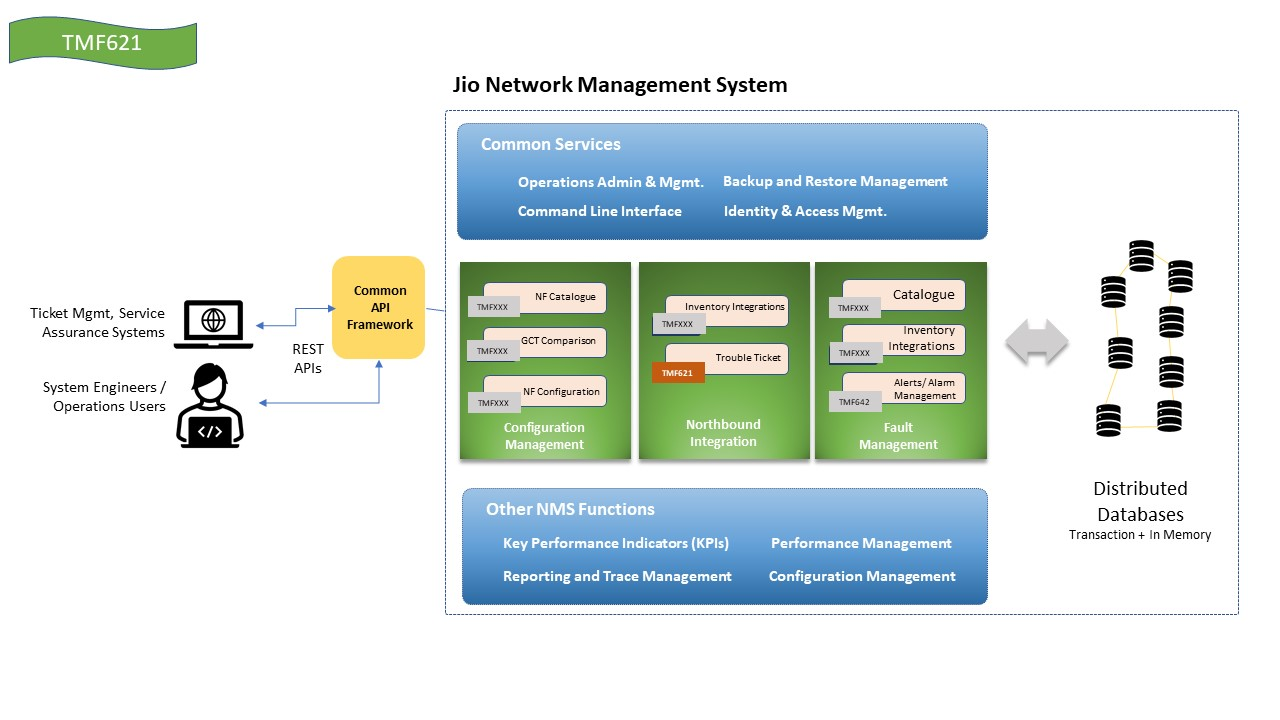 TMF621
Jio Network Management System
Common Services
Operations Admin & Mgmt.
Backup and Restore Management
Command Line Interface
Identity & Access Mgmt.
Ticket Mgmt, Service
Assurance Systems
System Engineers /
Operations Users
REST
APIs
Common
API
Framework
NF Catalogue
TMFXXX
GCT Comparison
TMFXXX
NF Configuration
TMFXXX
Configuration
Management
Inventory Integrations
TMFXXX
Trouble Ticket
TMF621
Northbound
Integration
Catalogue
TMFXXX
Inventory
Integrations
TMFXXX
Alerts/ Alarm
Management
TMF642
Fault
Management
Other NMS Functions
Key Performance Indicators (KPIs)
Performance Management
Reporting and Trace Management
Configuration Management
Distributed
Databases
Transaction + In Memory